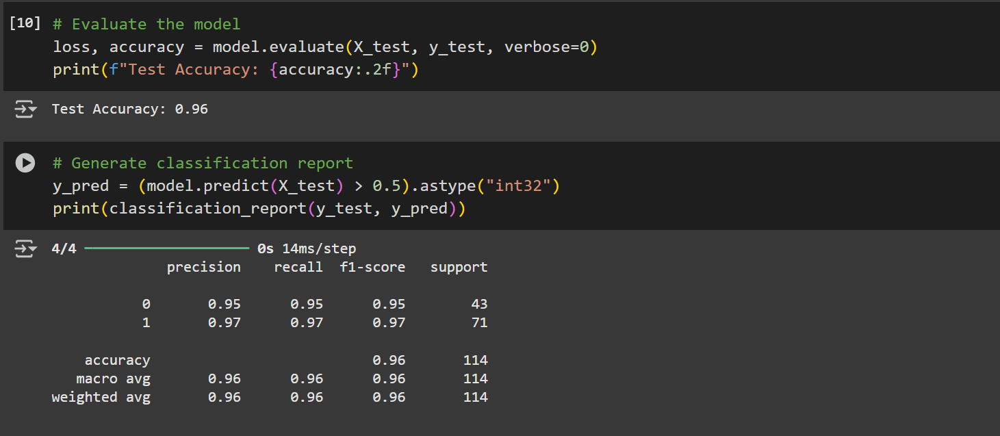 [10] # Evaluate the model
loss, accuracy = model.evaluate(X_test, y_test, verbose=0)
print(f"Test Accuracy: {accuracy:.2f}")
Test Accuracy: 0.96
# Generate classification report
y_pred = (model.predict(X_test) > 0.5).astype("int32")
print(classification_report(y_test, y_pred))
4/4 0s 14ms/step
precision recall f1-score support
0 0.95 0.95 0.95 43
1 0.97 0.97 0.97 71
accuracy 0.96 114
macro avg 0.96 0.96 0.96 114
weighted avg 0.96 0.96 0.96 114